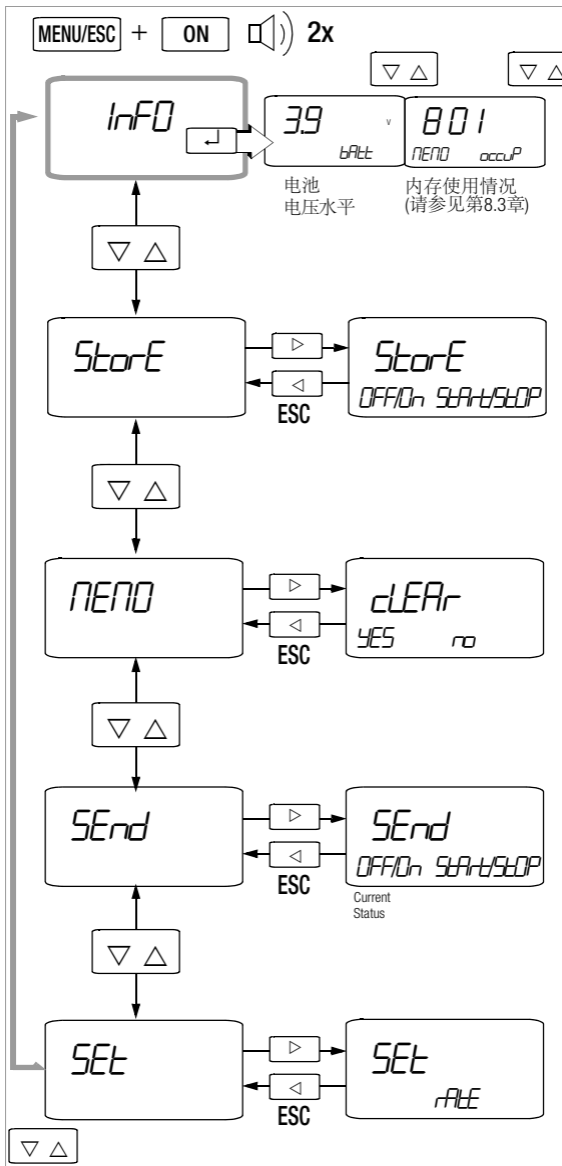 MENU/ESC + ON 2x
InFO
3.9 V
bAtt
801
MEMO occuP
电池
电压水平
内存使用情况
(请参见第8.3章)
StorE
StorE
OFF/On StArt/StOP
ESC
MEMO
cLEAr
YES no
ESC
SEnd
SEnd
OFF/On StArt/StOP
ESC
Current
Status
SEt
SEt
rAtE
ESC